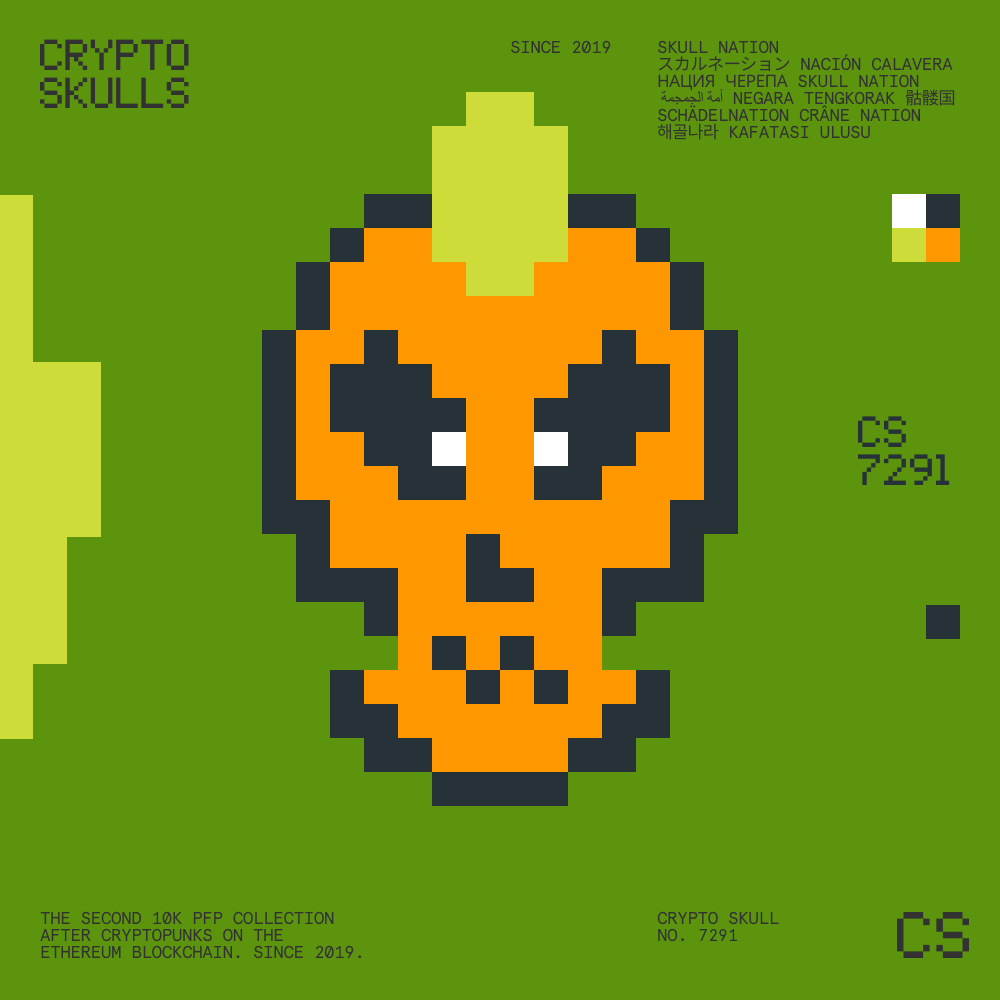 CRYPTO
SKULLS
SINCE 2019
SKULL NATION
スカルネーション NACIÓN CALAVERA
НАЦИЯ ЧЕРЕПА SKULL NATION
أمة الجمجمة NEGARA TENGKORAK 骷髅国
SCHÄDELNATION CRÂNE NATION
해골나라 KAFATASI ULUSU
CS
7291
THE SECOND 10K PFP COLLECTION
AFTER CRYPTOPUNKS ON THE
ETHEREUM BLOCKCHAIN. SINCE 2019.
CRYPTO SKULL
NO. 7291
CS